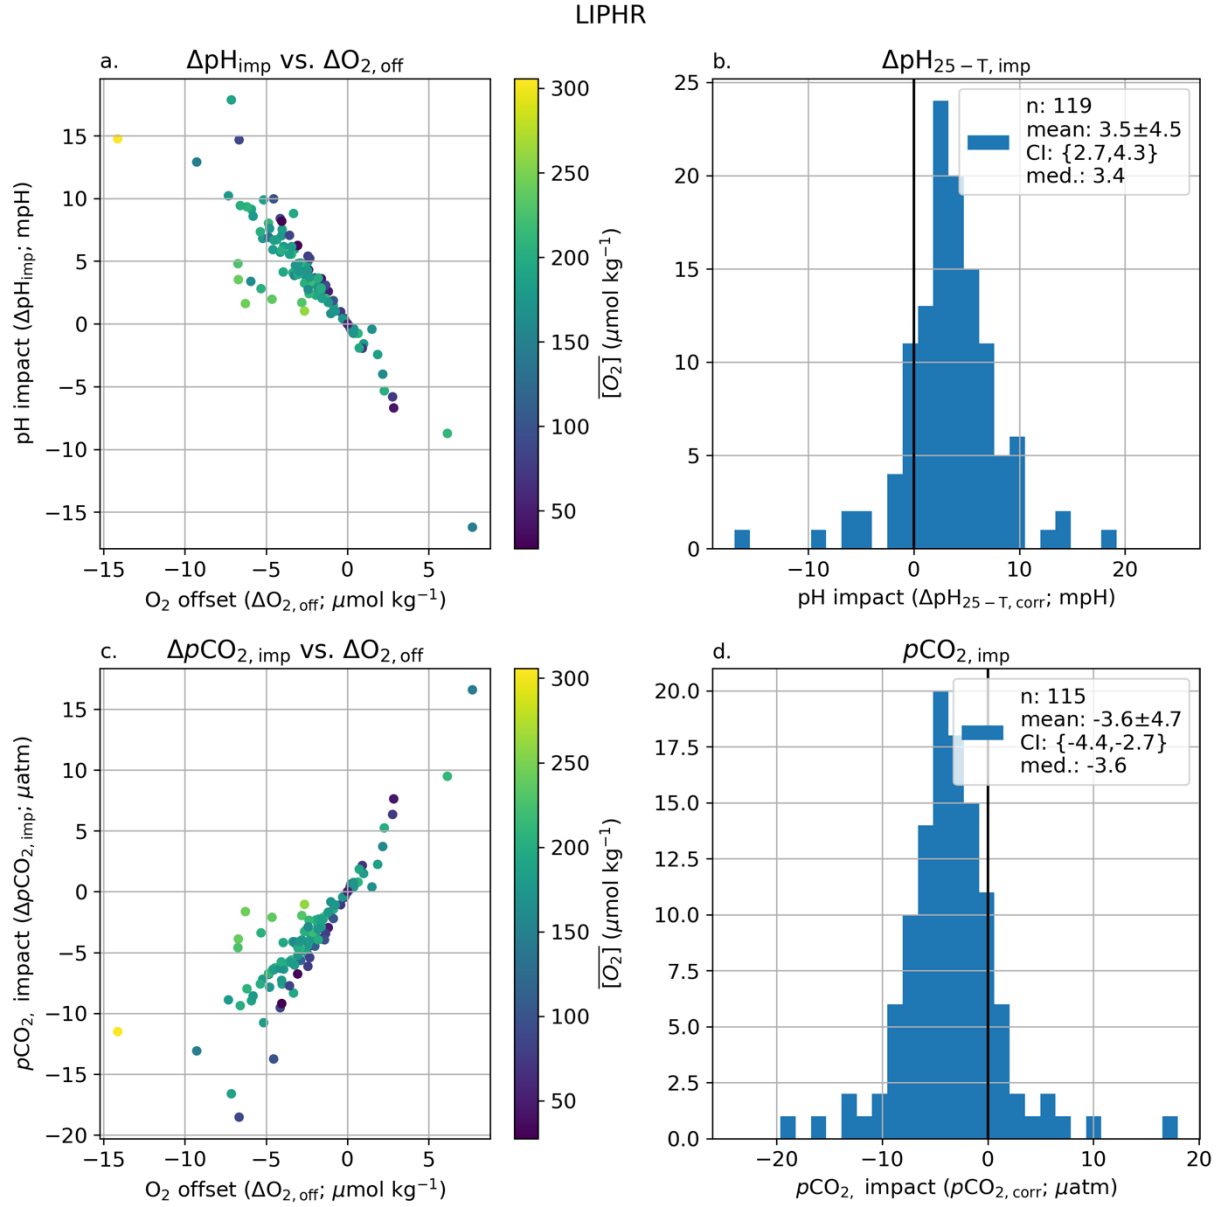 LIPHR
a.
ΔpH_imp vs. ΔO_2, off
15
10
5
0
−5
−10
−15
pH impact (ΔpH_imp; mpH)
−15 −10 −5 0 5
O_2 offset (ΔO_2, off; μmol kg^−1)
300
250
200
150
100
50
[O_2] (μmol kg^−1)
b.
ΔpH_25 − T, imp
n: 119
mean: 3.5±4.5
CI: {2.7,4.3}
med.: 3.4
25
20
15
10
5
0
−10 0 10 20
pH impact (ΔpH_25 − T, corr; mpH)
c.
ΔpCO_2, imp vs. ΔO_2, off
15
10
5
0
−5
−10
−15
−20
pCO_2, impact (ΔpCO_2, imp; μatm)
−15 −10 −5 0 5
O_2 offset (ΔO_2, off; μmol kg^−1)
300
250
200
150
100
50
[O_2] (μmol kg^−1)
d.
pCO_2, imp
n: 115
mean: -3.6±4.7
CI: {-4.4,-2.7}
med.: -3.6
20.0
17.5
15.0
12.5
10.0
7.5
5.0
2.5
0.0
−20 −10 0 10 20
pCO_2, impact (pCO_2, corr; μatm)